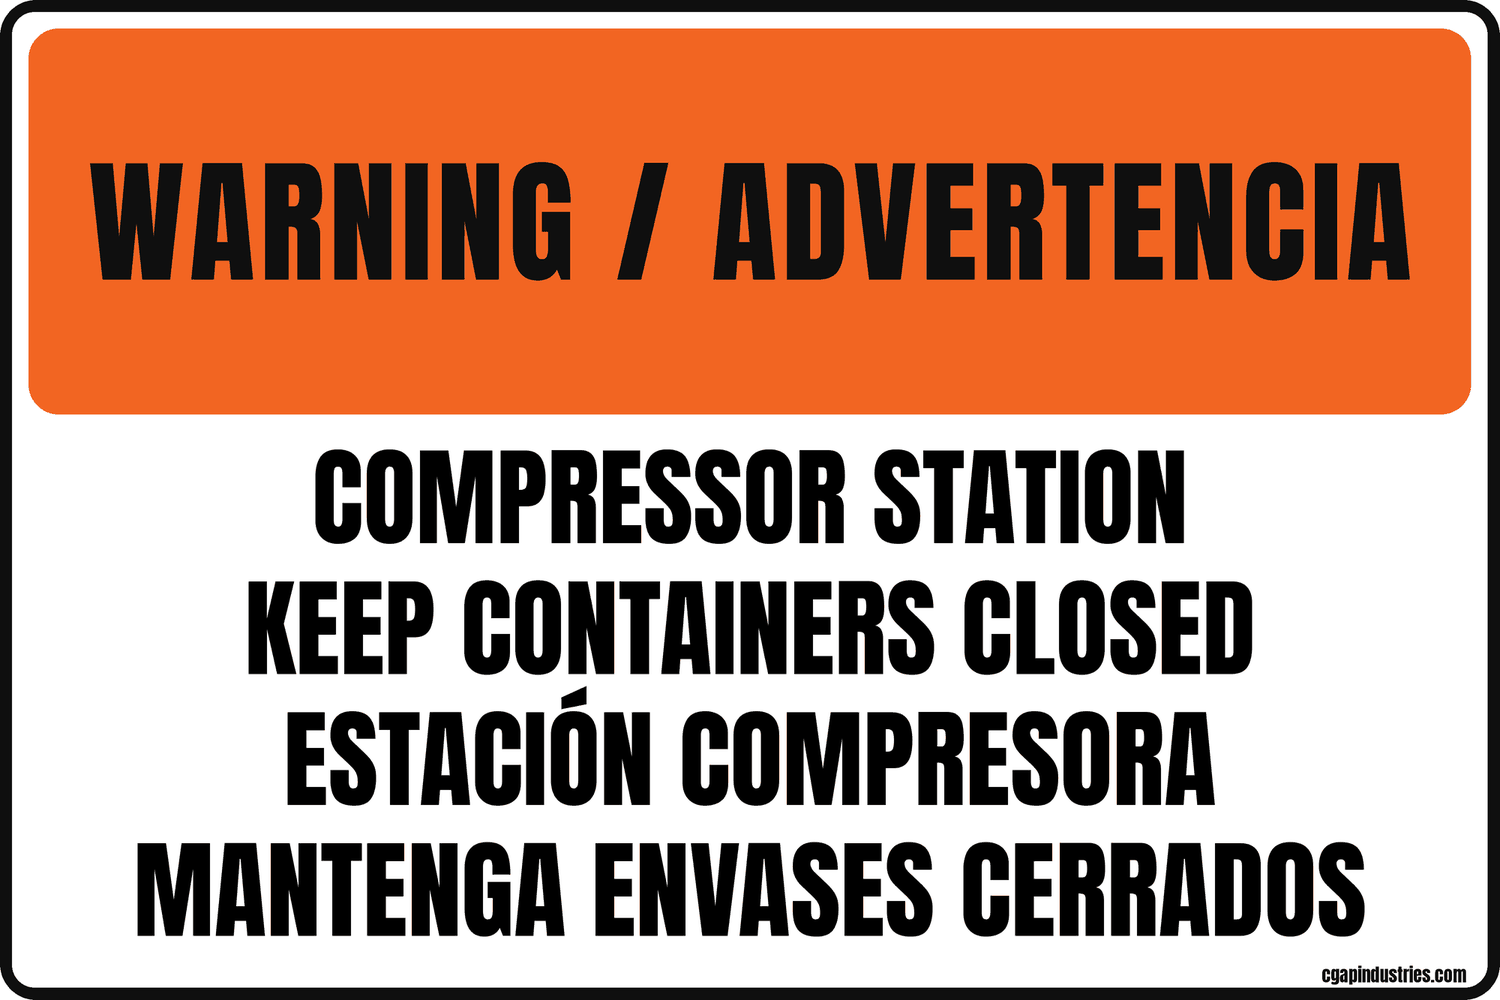 WARNING / ADVERTENCIA
COMPRESSOR STATION
KEEP CONTAINERS CLOSED
ESTACIÓN COMPRESORA
MANTENGA ENVASES CERRADOS
cgapindustries.com